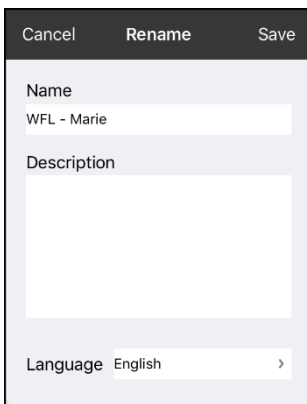 Cancel Rename Save
Name
WFL - Marie
Description
Language English >